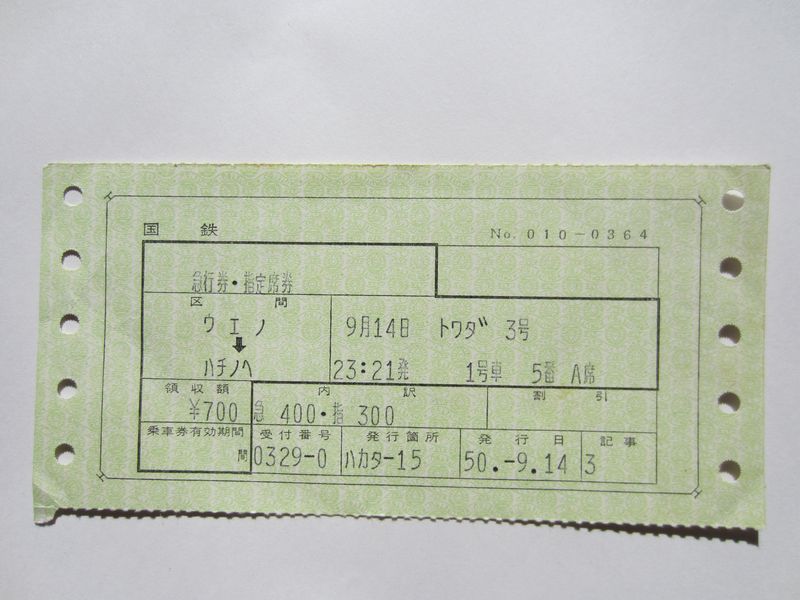 国鉄 No. 010-0364
急行券・指定席券
区間
ウエノ 9月14日 トワダ 3号
↓
ハチノヘ 23:21発 1号車 5番 A席
領収額 内訳 割引
¥700 急 400・指 300
乗車券有効期間 受付番号 発行箇所 発行日 記事
間 0329-0 ハカタ-15 50.-9.14 3